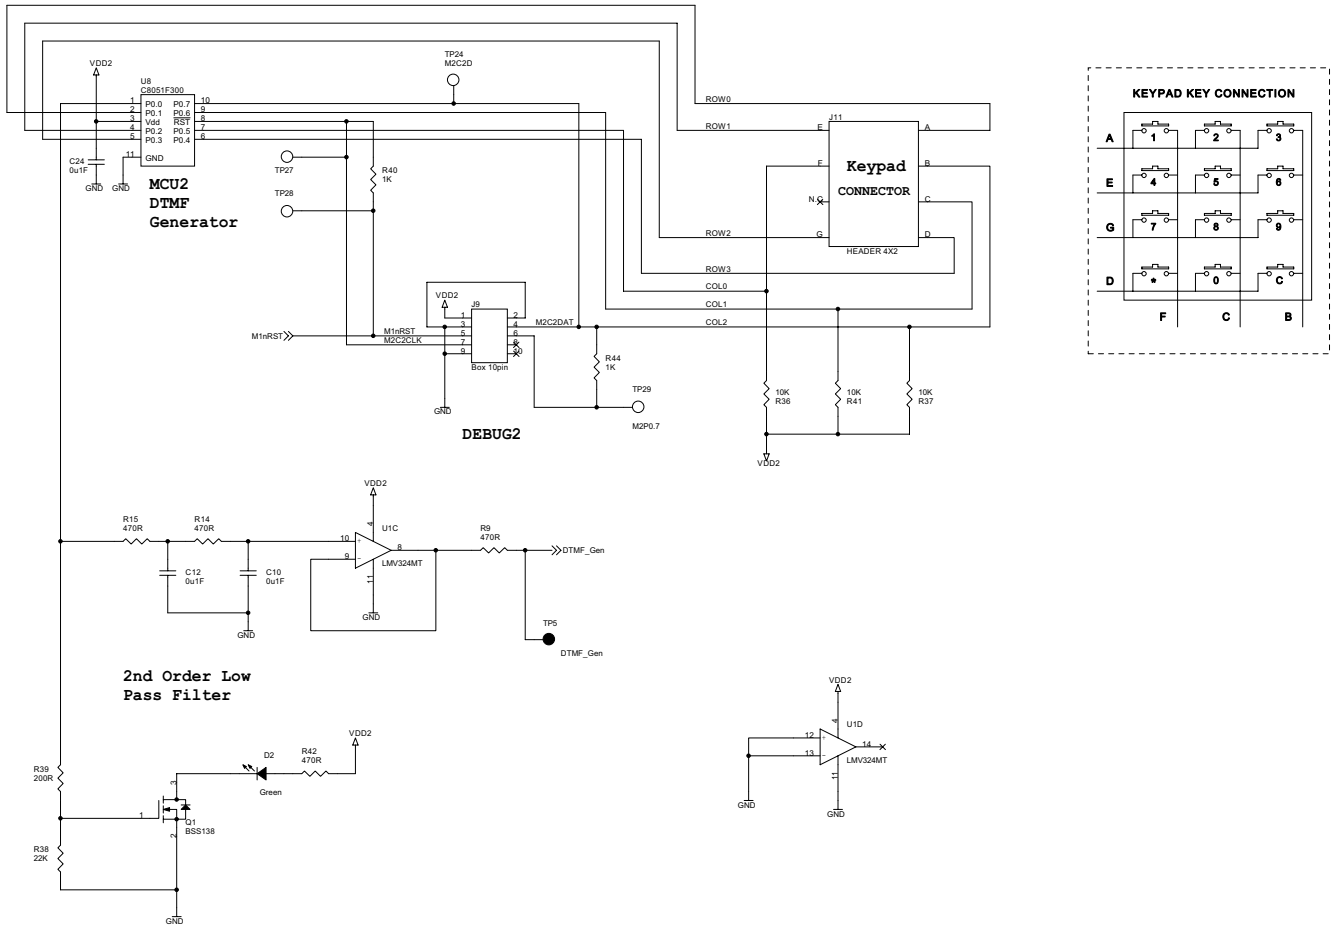 TP24
M2C2D
VDD2
U8
C8051F300
1 P0.0 P0.7 10
2 P0.1 P0.6 9
3 Vdd RST 8
4 P0.2 P0.5 7
5 P0.3 P0.4 6
11 GND
C24
0u1F
GND GND
MCU2
DTMF
Generator
TP27
TP28
R40
1K
ROW0
ROW1
ROW2
ROW3
COL0
COL1
COL2
J11
E A
F B
N.C C
G D
Keypad
CONNECTOR
HEADER 4X2
KEYPAD KEY CONNECTION
A 1 2 3
E 4 5 6
G 7 8 9
D * 0 C
F C B
VDD2
J9
1 2
3 4
5 6
7 8
9 10
Box 10pin
M1nRST
M1nRST
M2C2CLK
M2C2DAT
GND
DEBUG2
R44
1K
TP29
M2P0.7
10K
R36
10K
R41
10K
R37
VDD2
VDD2
R15
470R
R14
470R
C12
0u1F
C10
0u1F
GND
U1C
10
9
4
8
11
LMV324MT
GND
R9
470R
DTMF_Gen
TP5
DTMF_Gen
2nd Order Low
Pass Filter
VDD2
R42
470R
D2
Green
R39
200R
R38
22K
1
3
2
Q1
BSS138
GND
VDD2
U1D
12
13
4
14
11
LMV324MT
GND
GND